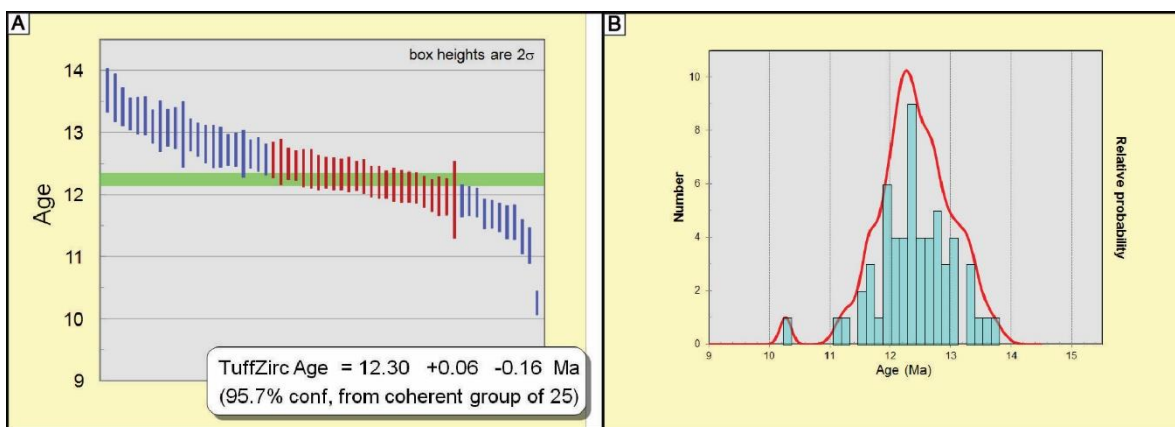 A
box heights are 2σ
14
13
12
11
10
9
Age
TuffZirc Age = 12.30 +0.06 -0.16 Ma
(95.7% conf, from coherent group of 25)
B
10
8
6
4
2
0
Number
9 10 11 12 13 14 15
Age (Ma)
Relative probability